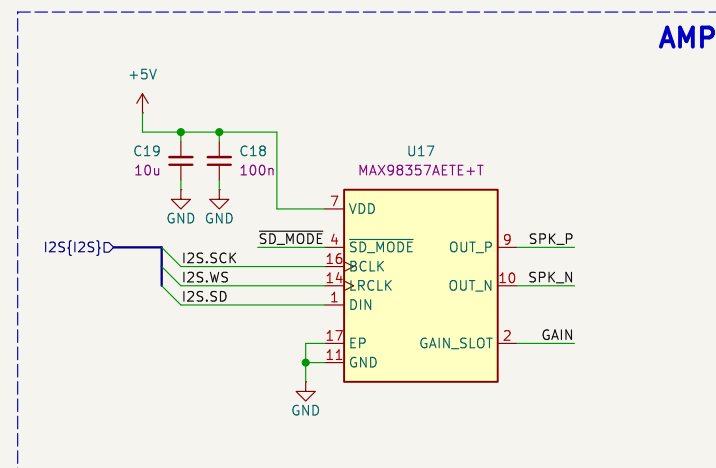 AMP
+5V
C19
10u
C18
100n
GND
GND
U17
MAX98357AETE+T
7
VDD
SD_MODE
4
SD_MODE
I2S{I2S}
I2S.SCK
16
BCLK
I2S.WS
14
LRCLK
I2S.SD
1
DIN
17
EP
11
GND
GND
OUT_P
9
SPK_P
OUT_N
10
SPK_N
GAIN_SLOT
2
GAIN